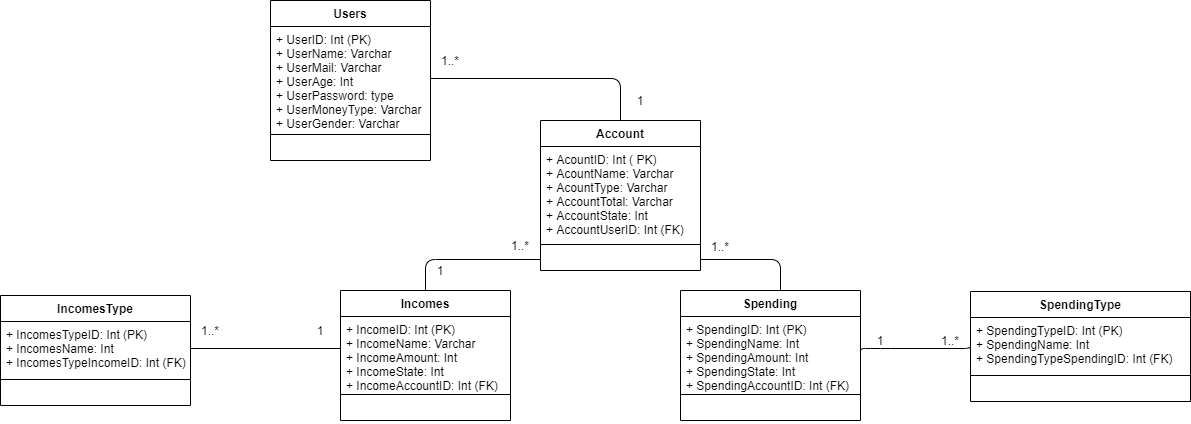 Users
+ UserID: Int (PK)
+ UserName: Varchar
+ UserMail: Varchar
+ UserAge: Int
+ UserPassword: type
+ UserMoneyType: Varchar
+ UserGender: Varchar
1..*
1
Account
+ AcountID: Int ( PK)
+ AcountName: Varchar
+ AcountType: Varchar
+ AccountTotal: Varchar
+ AccountState: Int
+ AccountUserID: Int (FK)
1..*
1..*
1
IncomesType
+ IncomesTypeID: Int (PK)
+ IncomesName: Int
+ IncomesTypeIncomeID: Int (FK)
1..*
1
Incomes
+ IncomeID: Int (PK)
+ IncomeName: Varchar
+ IncomeAmount: Int
+ IncomeState: Int
+ IncomeAccountID: Int (FK)
Spending
+ SpendingID: Int (PK)
+ SpendingName: Int
+ SpendingAmount: Int
+ SpendingState: Int
+ SpendingAccountID: Int (FK)
1
1..*
SpendingType
+ SpendingTypeID: Int (PK)
+ SpendingName: Int
+ SpendingTypeSpendingID: Int (FK)